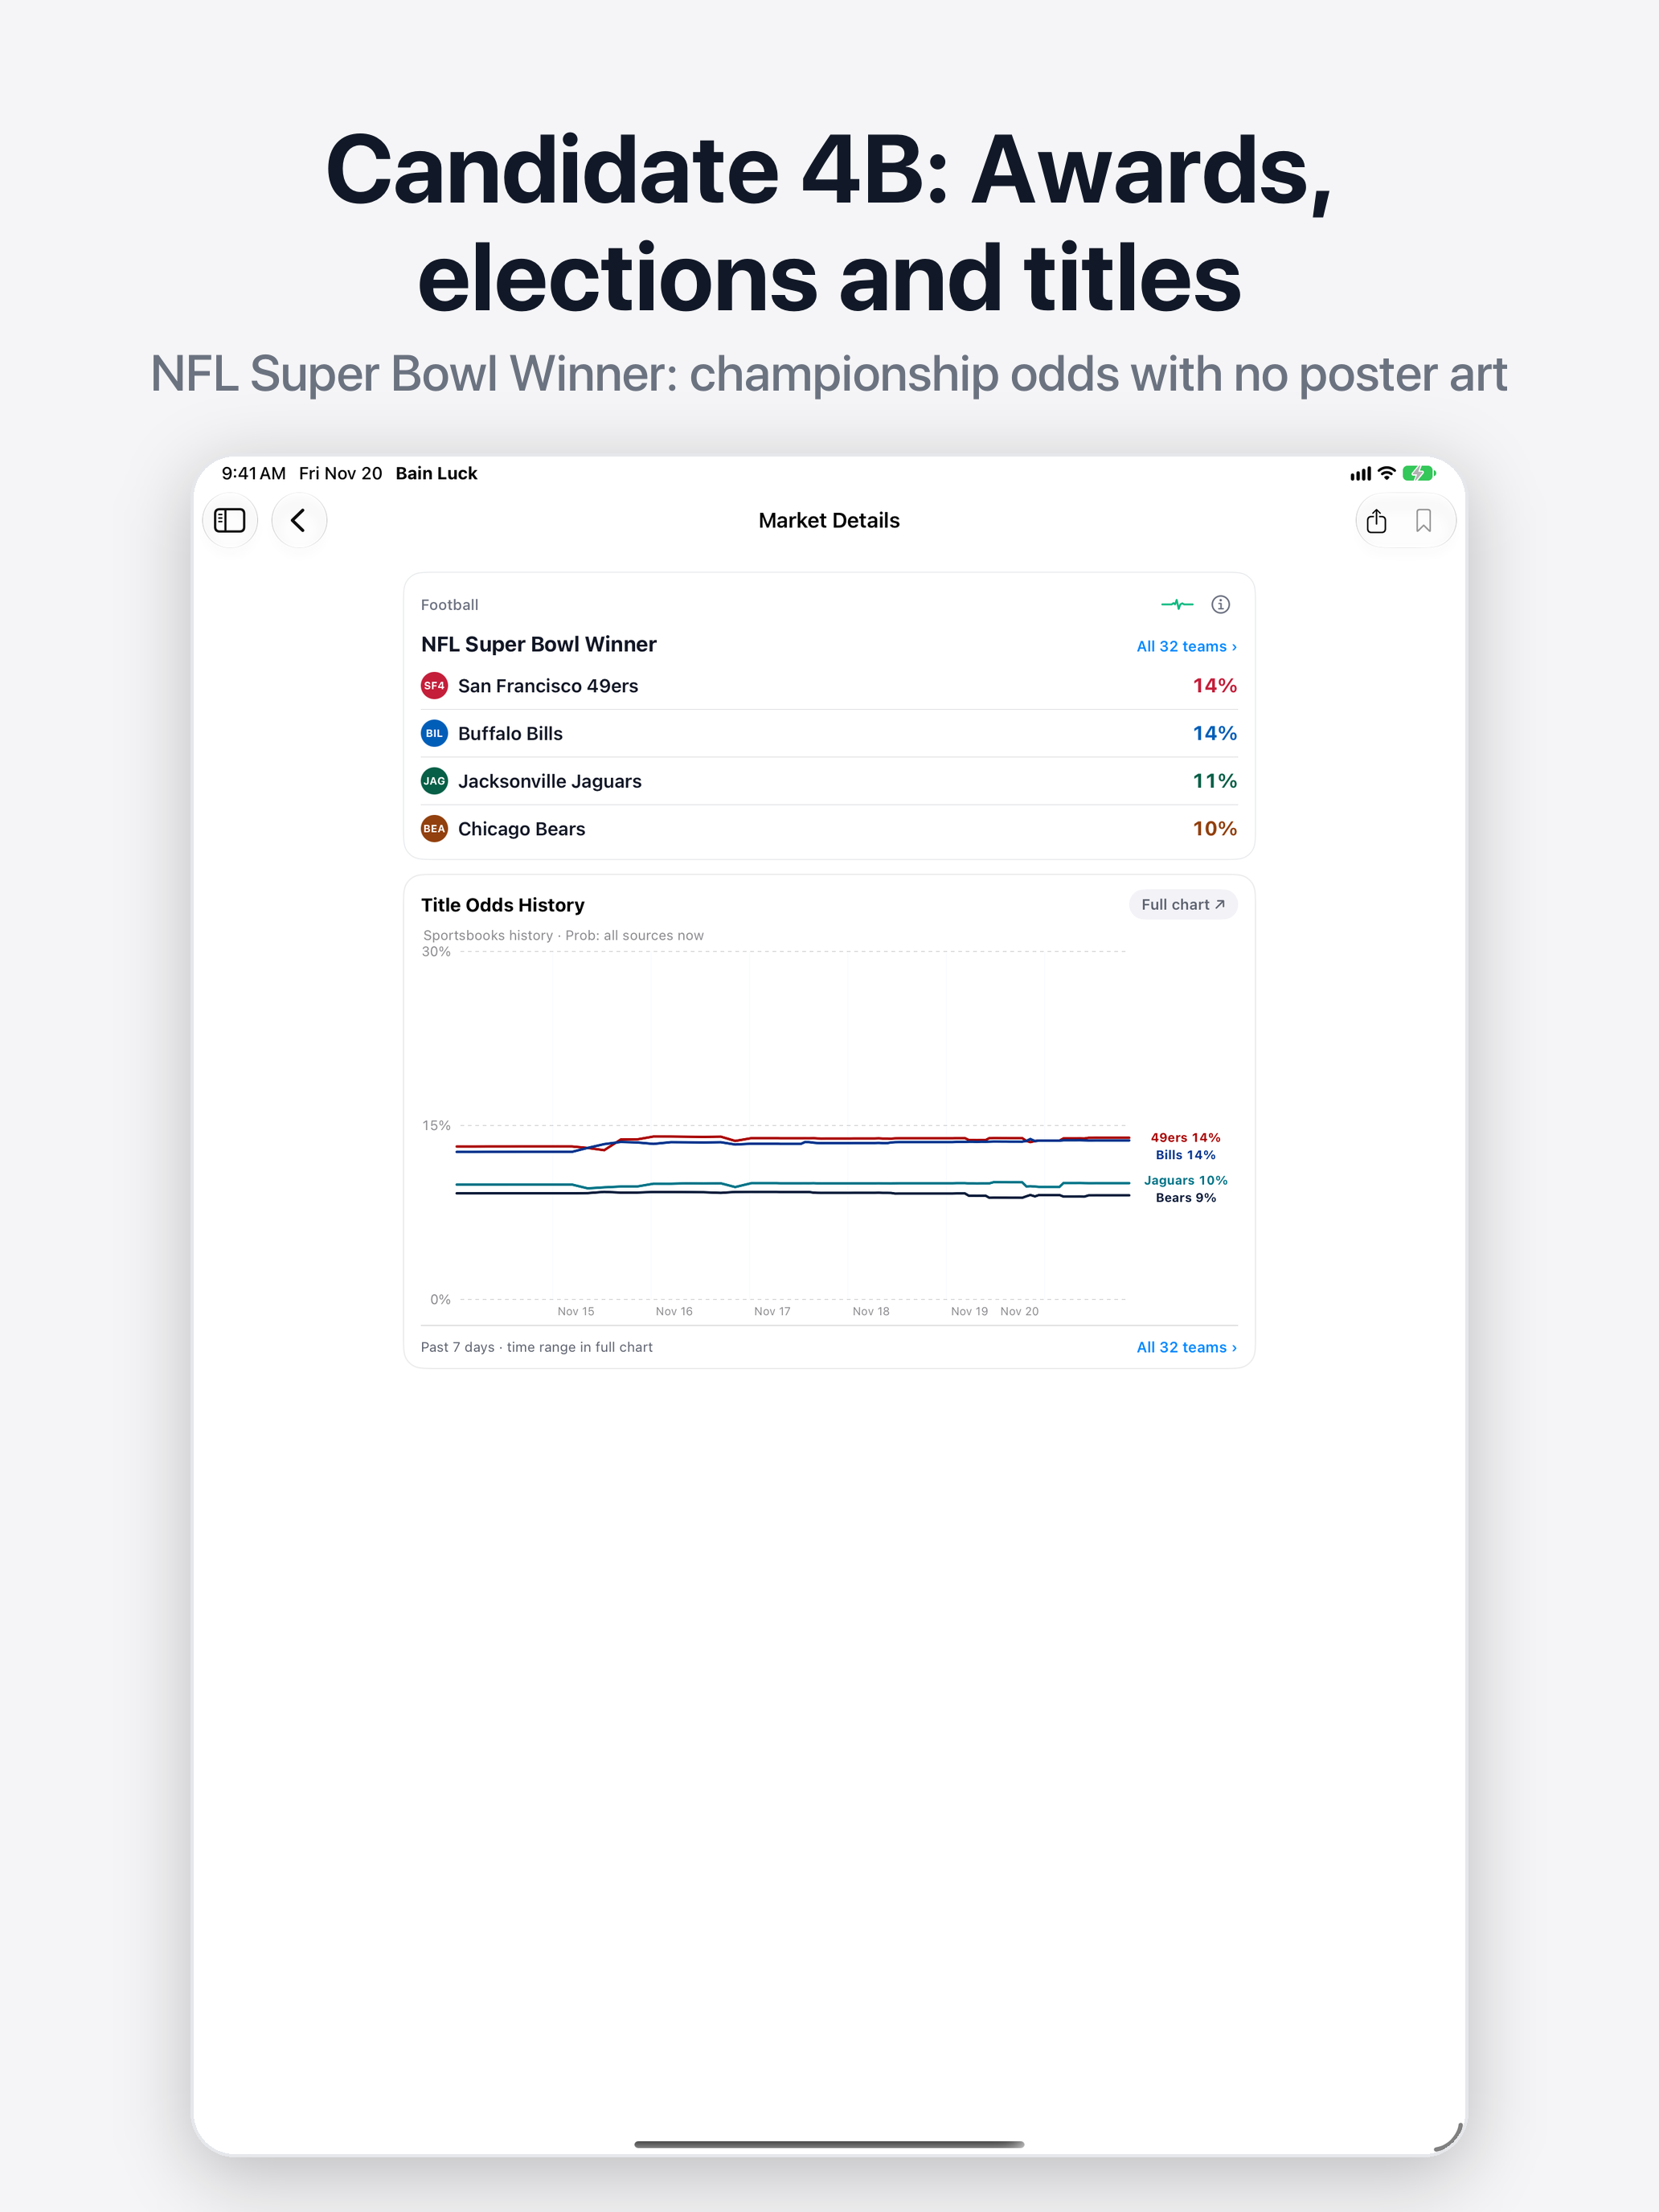 Candidate 4B: Awards,
elections and titles
NFL Super Bowl Winner: championship odds with no poster art
9:41 AM Fri Nov 20 Bain Luck
Market Details
Football
NFL Super Bowl Winner
All 32 teams ›
SF4 San Francisco 49ers 14%
BIL Buffalo Bills 14%
JAG Jacksonville Jaguars 11%
BEA Chicago Bears 10%
Title Odds History
Full chart ↗
Sportsbooks history · Prob: all sources now
30%
15%
49ers 14%
Bills 14%
Jaguars 10%
Bears 9%
0%
Nov 15 Nov 16 Nov 17 Nov 18 Nov 19 Nov 20
Past 7 days · time range in full chart
All 32 teams ›